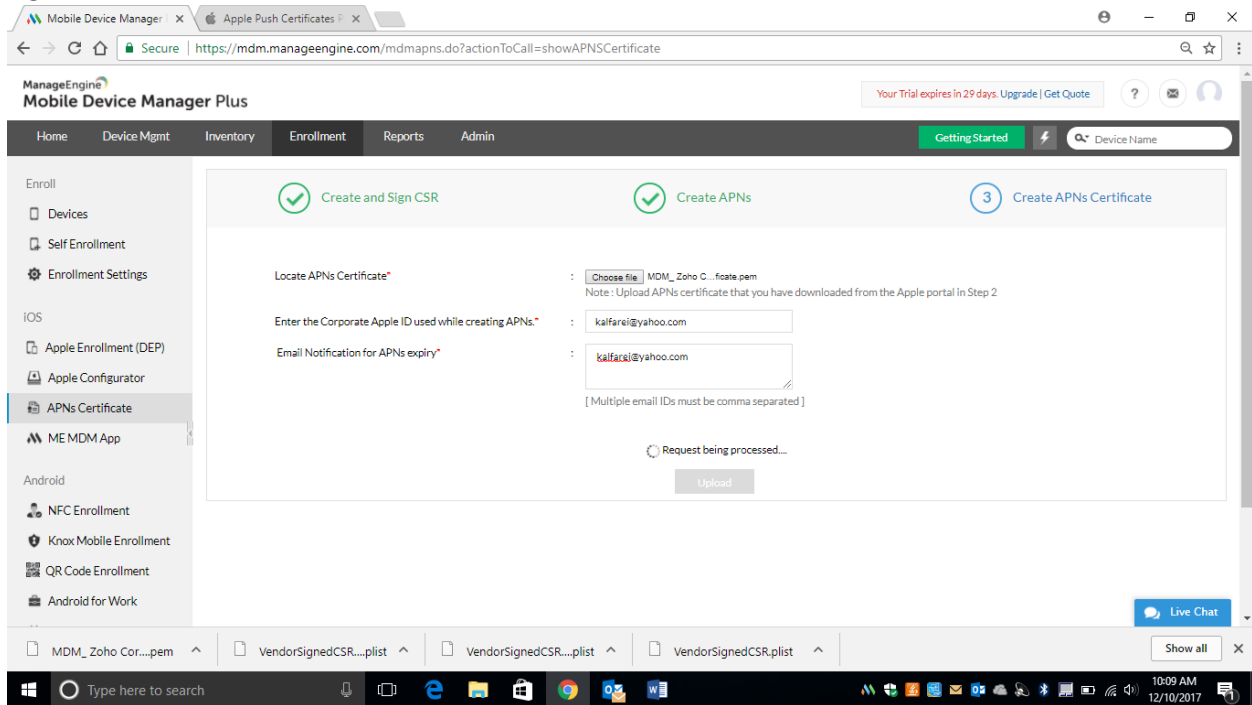 Mobile Device Manager
Apple Push Certificates P
Secure
https://mdm.manageengine.com/mdmapns.do?actionToCall=showAPNSCertificate
ManageEngine
Mobile Device Manager Plus
Your Trial expires in 29 days. Upgrade | Get Quote
?
Home Device Mgmt Inventory Enrollment Reports Admin
Getting Started
Device Name
Enroll
Devices
Self Enrollment
Enrollment Settings
iOS
Apple Enrollment (DEP)
Apple Configurator
APNs Certificate
ME MDM App
Android
NFC Enrollment
Knox Mobile Enrollment
QR Code Enrollment
Android for Work
Create and Sign CSR
Create APNs
3 Create APNs Certificate
Locate APNs Certificate* : Choose file MDM_ Zoho C...ficate.pem
Note : Upload APNs certificate that you have downloaded from the Apple portal in Step 2
Enter the Corporate Apple ID used while creating APNs.* : kalfarei@yahoo.com
Email Notification for APNs expiry* : kalfarei@yahoo.com
[ Multiple email IDs must be comma separated ]
Request being processed....
Upload
Live Chat
MDM_ Zoho Cor....pem
VendorSignedCSR....plist
VendorSignedCSR....plist
VendorSignedCSR.plist
Show all
Type here to search
10:09 AM
12/10/2017